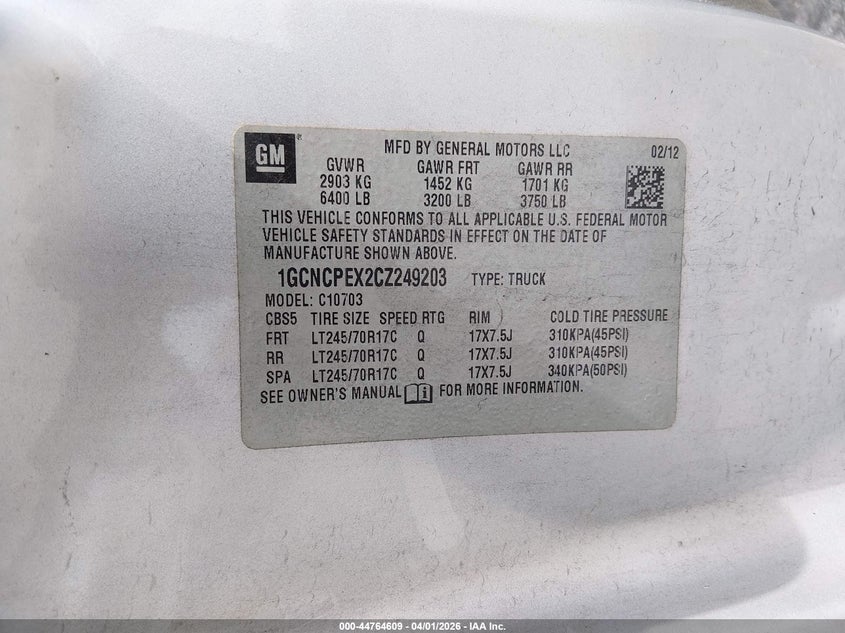 GM
MFD BY GENERAL MOTORS LLC 02/12
GVWR GAWR FRT GAWR RR
2903 KG 1452 KG 1701 KG
6400 LB 3200 LB 3750 LB
THIS VEHICLE CONFORMS TO ALL APPLICABLE U.S. FEDERAL MOTOR
VEHICLE SAFETY STANDARDS IN EFFECT ON THE DATE OF
MANUFACTURE SHOWN ABOVE.
1GCNCPEX2CZ249203 TYPE: TRUCK
MODEL: C10703
CBS5 TIRE SIZE SPEED RTG RIM COLD TIRE PRESSURE
FRT LT245/70R17C Q 17X7.5J 310KPA(45PSI)
RR LT245/70R17C Q 17X7.5J 310KPA(45PSI)
SPA LT245/70R17C Q 17X7.5J 340KPA(50PSI)
SEE OWNER'S MANUAL FOR MORE INFORMATION.
000-44764609 - 04/01/2026 - IAA Inc.